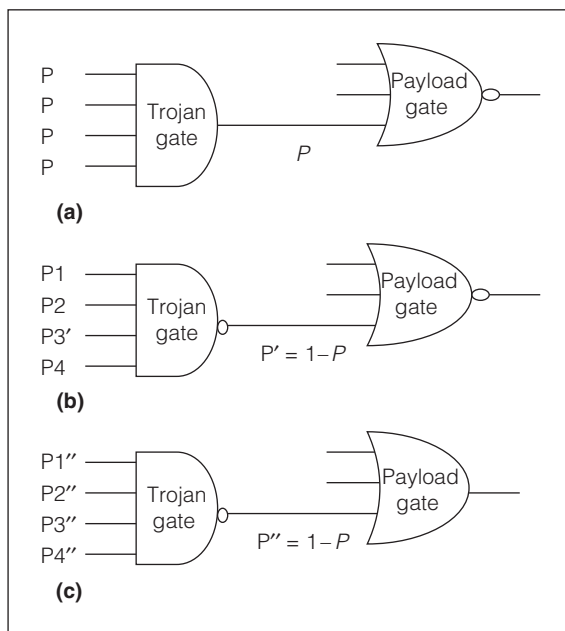 P
P
P
P
Trojan
gate
P
Payload
gate
(a)
P1
P2
P3′
P4
Trojan
gate
P′ = 1–P
Payload
gate
(b)
P1″
P2″
P3″
P4″
Trojan
gate
P″ = 1–P
Payload
gate
(c)